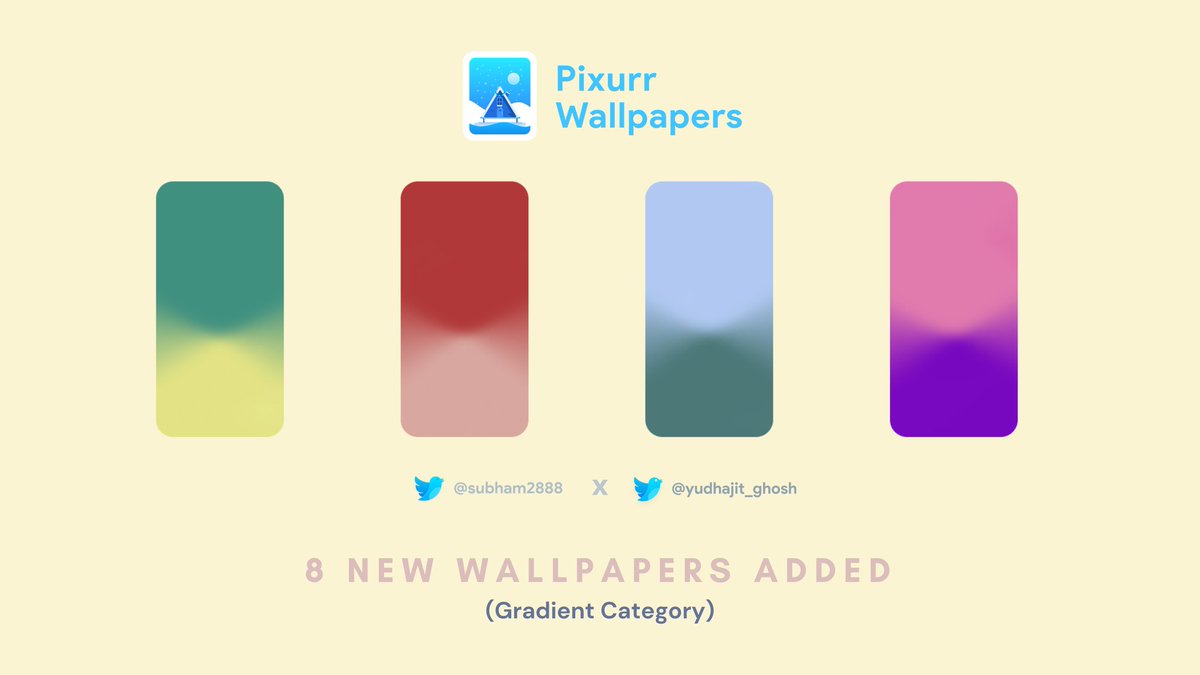 Pixurr
Wallpapers
@subham2888 X @yudhajit_ghosh
8 NEW WALLPAPERS ADDED
(Gradient Category)